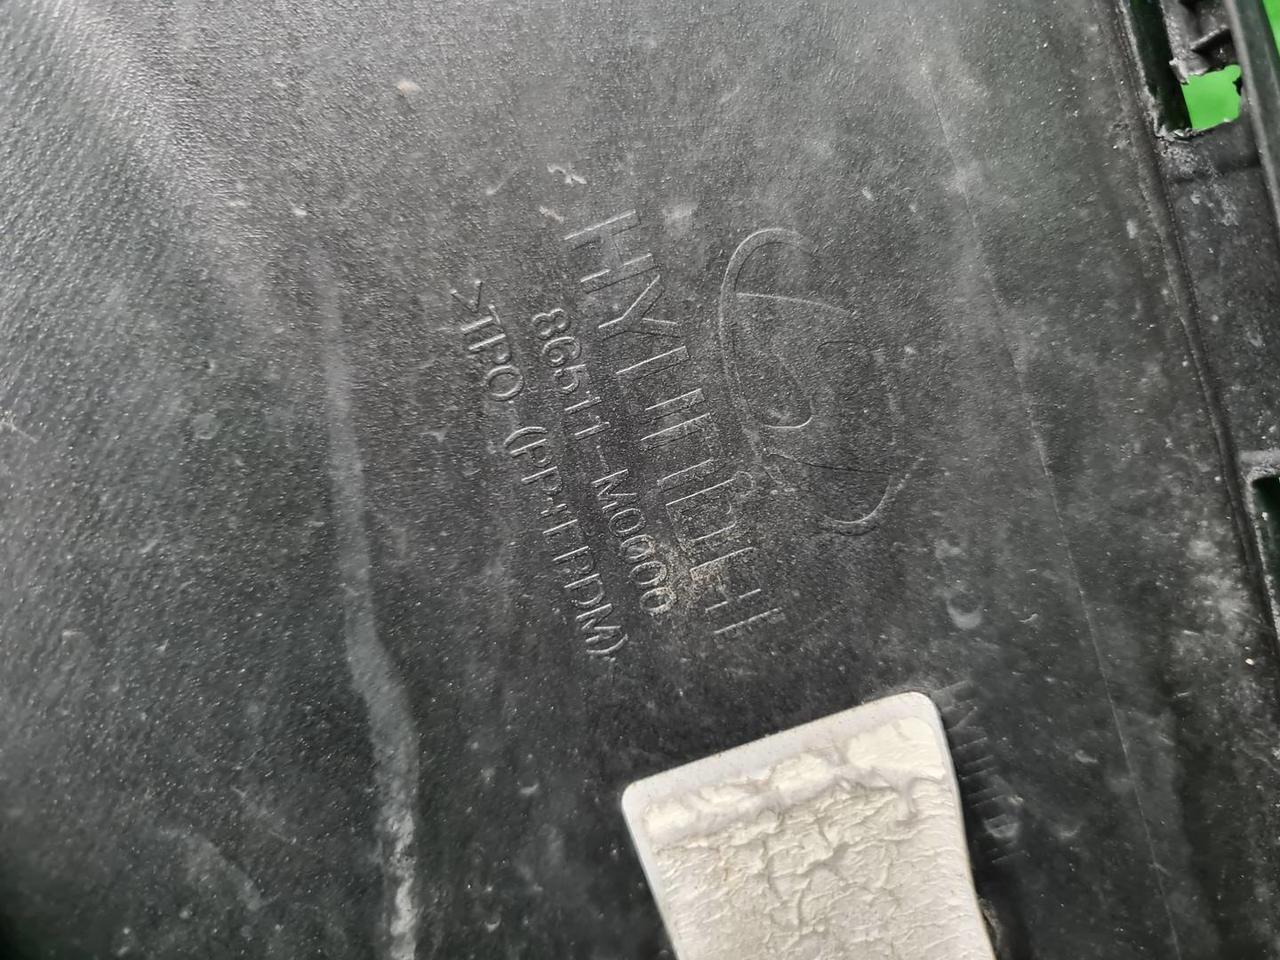 HYUNDAI
86511-M0000
>TPO (PP+EPDM)<